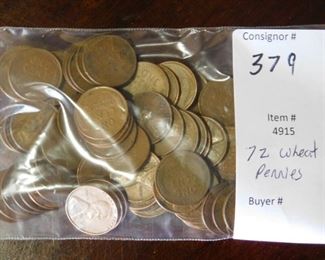 Consignor #
379
Item #
4915
72 wheat
Pennies
Buyer #